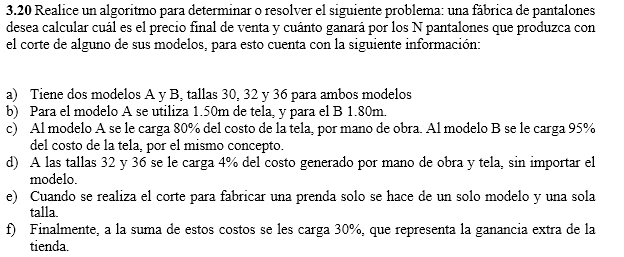 3.20 Realice un algoritmo para determinar o resolver el siguiente problema: una fábrica de pantalones
desea calcular cuál es el precio final de venta y cuánto ganará por los N pantalones que produzca con
el corte de alguno de sus modelos, para esto cuenta con la siguiente información:
a) Tiene dos modelos A y B, tallas 30, 32 y 36 para ambos modelos
b) Para el modelo A se utiliza 1.50m de tela, y para el B 1.80m.
c) Al modelo A se le carga 80% del costo de la tela, por mano de obra. Al modelo B se le carga 95%
del costo de la tela, por el mismo concepto.
d) A las tallas 32 y 36 se le carga 4% del costo generado por mano de obra y tela, sin importar el
modelo.
e) Cuando se realiza el corte para fabricar una prenda solo se hace de un solo modelo y una sola
talla.
f) Finalmente, a la suma de estos costos se les carga 30%, que representa la ganancia extra de la
tienda.